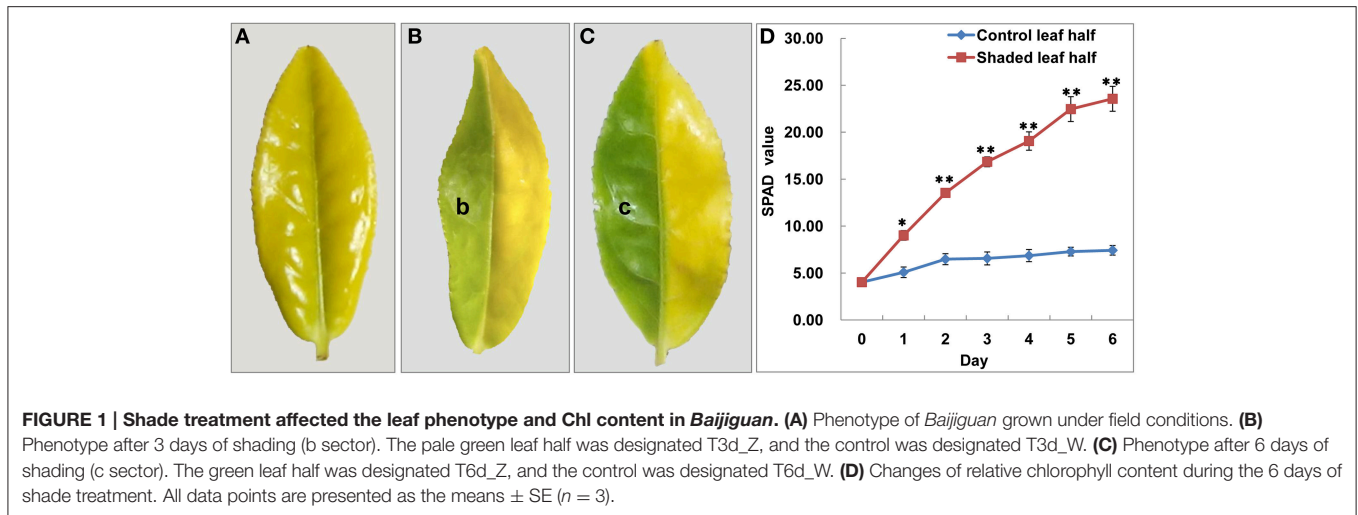 A
B
b
C
c
D
Control leaf half
Shaded leaf half
30.00
25.00
20.00
15.00
10.00
5.00
0.00
SPAD value
*
**
**
**
**
**
0 1 2 3 4 5 6
Day
FIGURE 1 | Shade treatment affected the leaf phenotype and Chl content in Baijiguan. (A) Phenotype of Baijiguan grown under field conditions. (B)
Phenotype after 3 days of shading (b sector). The pale green leaf half was designated T3d_Z, and the control was designated T3d_W. (C) Phenotype after 6 days of
shading (c sector). The green leaf half was designated T6d_Z, and the control was designated T6d_W. (D) Changes of relative chlorophyll content during the 6 days of
shade treatment. All data points are presented as the means ± SE (n = 3).